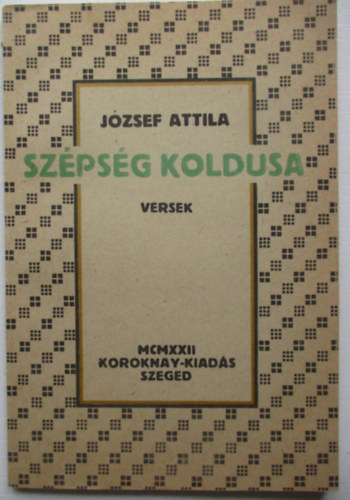 JÓZSEF ATTILA
SZÉPSÉG KOLDUSA
VERSEK
MCMXXII
KOROKNAY-KIADÁS
SZEGED